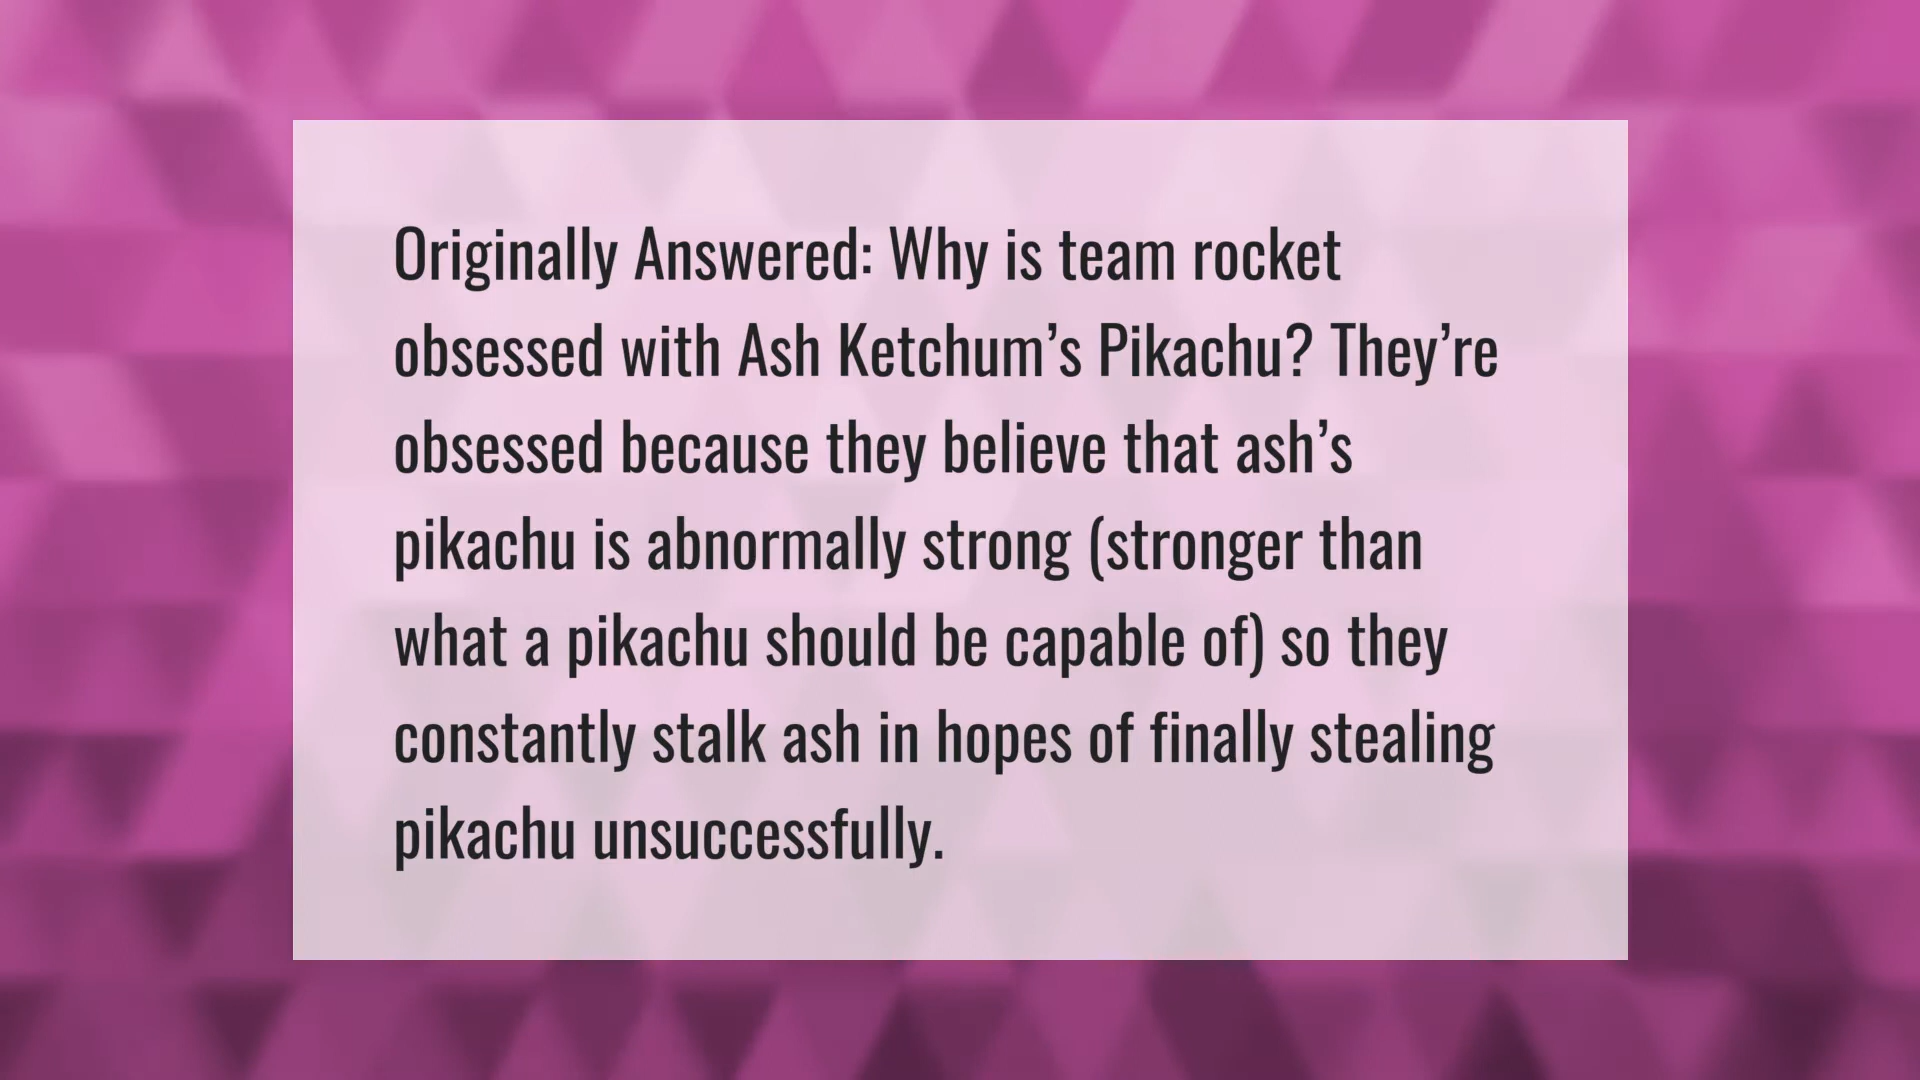 Originally Answered: Why is team rocket
obsessed with Ash Ketchum’s Pikachu? They’re
obsessed because they believe that ash’s
pikachu is abnormally strong (stronger than
what a pikachu should be capable of) so they
constantly stalk ash in hopes of finally stealing
pikachu unsuccessfully.